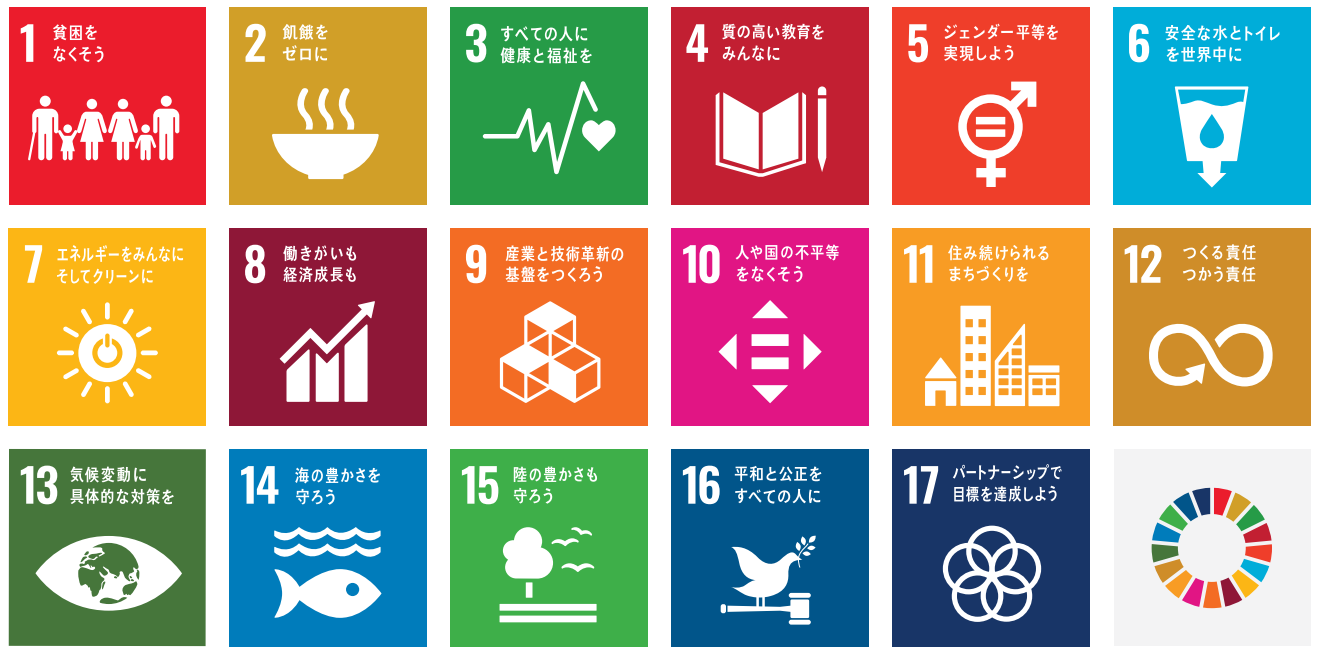 1 貧困を
なくそう
2 飢餓を
ゼロに
3 すべての人に
健康と福祉を
4 質の高い教育を
みんなに
5 ジェンダー平等を
実現しよう
6 安全な水とトイレ
を世界中に
7 エネルギーをみんなに
そしてクリーンに
8 働きがいも
経済成長も
9 産業と技術革新の
基盤をつくろう
10 人や国の不平等
をなくそう
11 住み続けられる
まちづくりを
12 つくる責任
つかう責任
13 気候変動に
具体的な対策を
14 海の豊かさを
守ろう
15 陸の豊かさも
守ろう
16 平和と公正を
すべての人に
17 パートナーシップで
目標を達成しよう